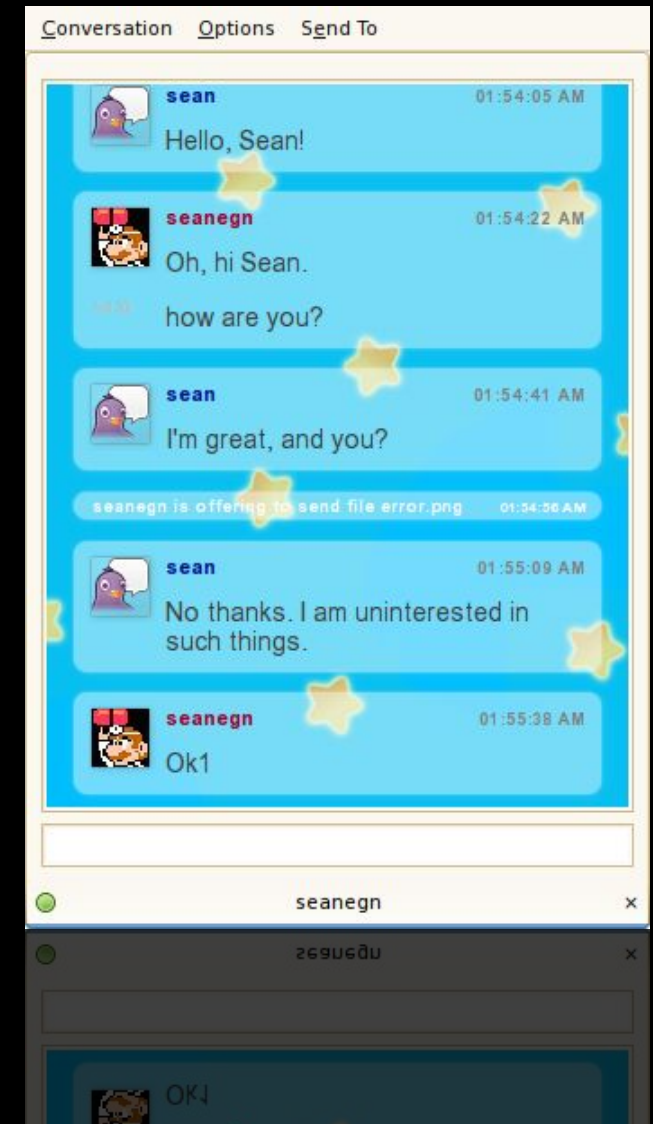 Conversation Options Send To
sean 01:54:05 AM
Hello, Sean!
seanegn 01:54:22 AM
Oh, hi Sean.
how are you?
sean 01:54:41 AM
I'm great, and you?
seanegn is offering to send file error.png 01:54:56 AM
sean 01:55:09 AM
No thanks. I am uninterested in
such things.
seanegn 01:55:38 AM
Ok1
seanegn ×